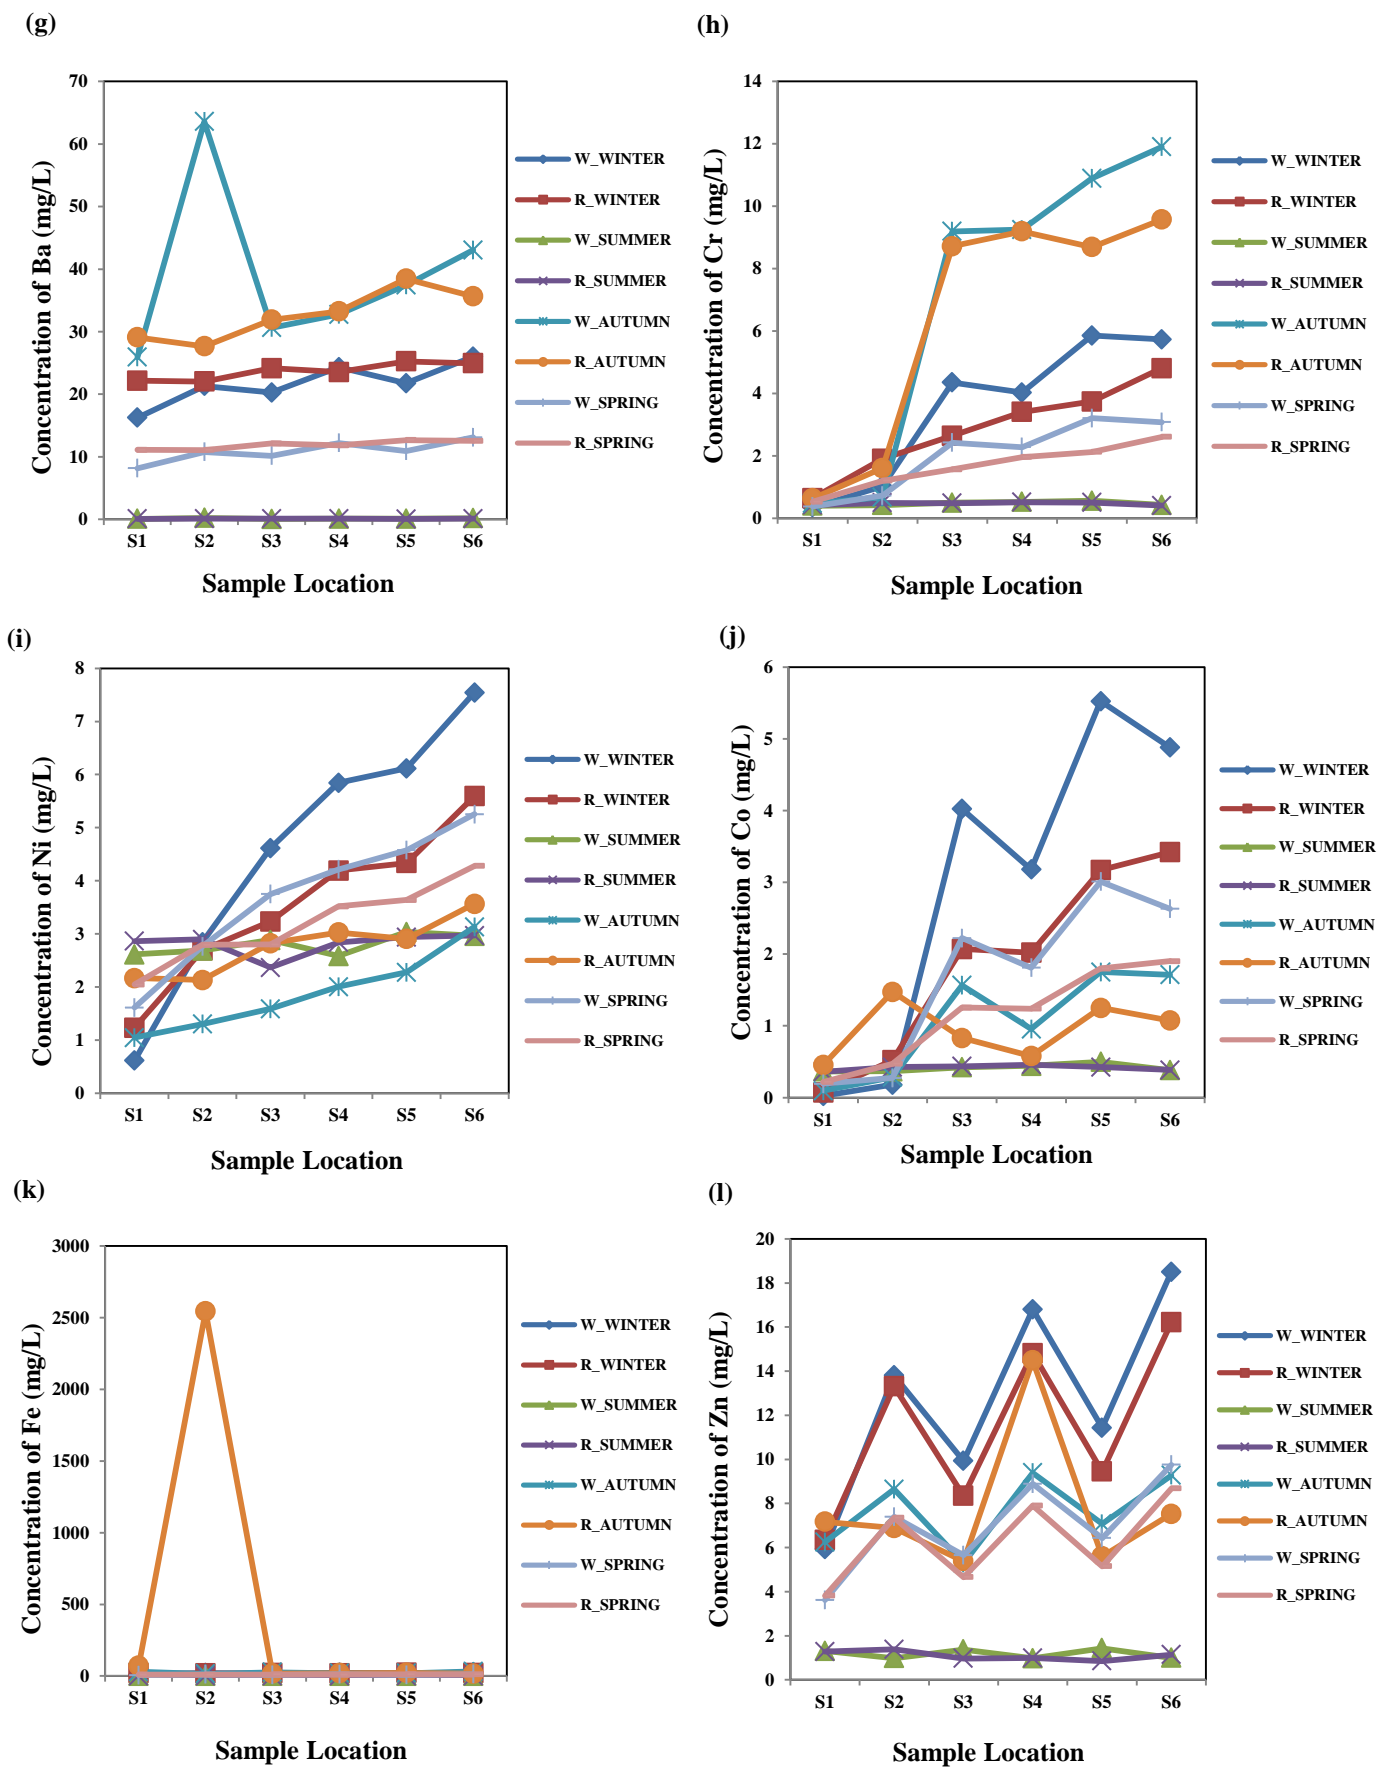 (g)
Concentration of Ba (mg/L)
70
60
50
40
30
20
10
0
S1 S2 S3 S4 S5 S6
Sample Location
W_WINTER
R_WINTER
W_SUMMER
R_SUMMER
W_AUTUMN
R_AUTUMN
W_SPRING
R_SPRING
(h)
Concentration of Cr (mg/L)
14
12
10
8
6
4
2
0
S1 S2 S3 S4 S5 S6
Sample Location
W_WINTER
R_WINTER
W_SUMMER
R_SUMMER
W_AUTUMN
R_AUTUMN
W_SPRING
R_SPRING
(i)
Concentration of Ni (mg/L)
8
7
6
5
4
3
2
1
0
S1 S2 S3 S4 S5 S6
Sample Location
W_WINTER
R_WINTER
W_SUMMER
R_SUMMER
W_AUTUMN
R_AUTUMN
W_SPRING
R_SPRING
(j)
Concentration of Co (mg/L)
6
5
4
3
2
1
0
S1 S2 S3 S4 S5 S6
Sample Location
W_WINTER
R_WINTER
W_SUMMER
R_SUMMER
W_AUTUMN
R_AUTUMN
W_SPRING
R_SPRING
(k)
Concentration of Fe (mg/L)
3000
2500
2000
1500
1000
500
0
S1 S2 S3 S4 S5 S6
Sample Location
W_WINTER
R_WINTER
W_SUMMER
R_SUMMER
W_AUTUMN
R_AUTUMN
W_SPRING
R_SPRING
(l)
Concentration of Zn (mg/L)
20
18
16
14
12
10
8
6
4
2
0
S1 S2 S3 S4 S5 S6
Sample Location
W_WINTER
R_WINTER
W_SUMMER
R_SUMMER
W_AUTUMN
R_AUTUMN
W_SPRING
R_SPRING